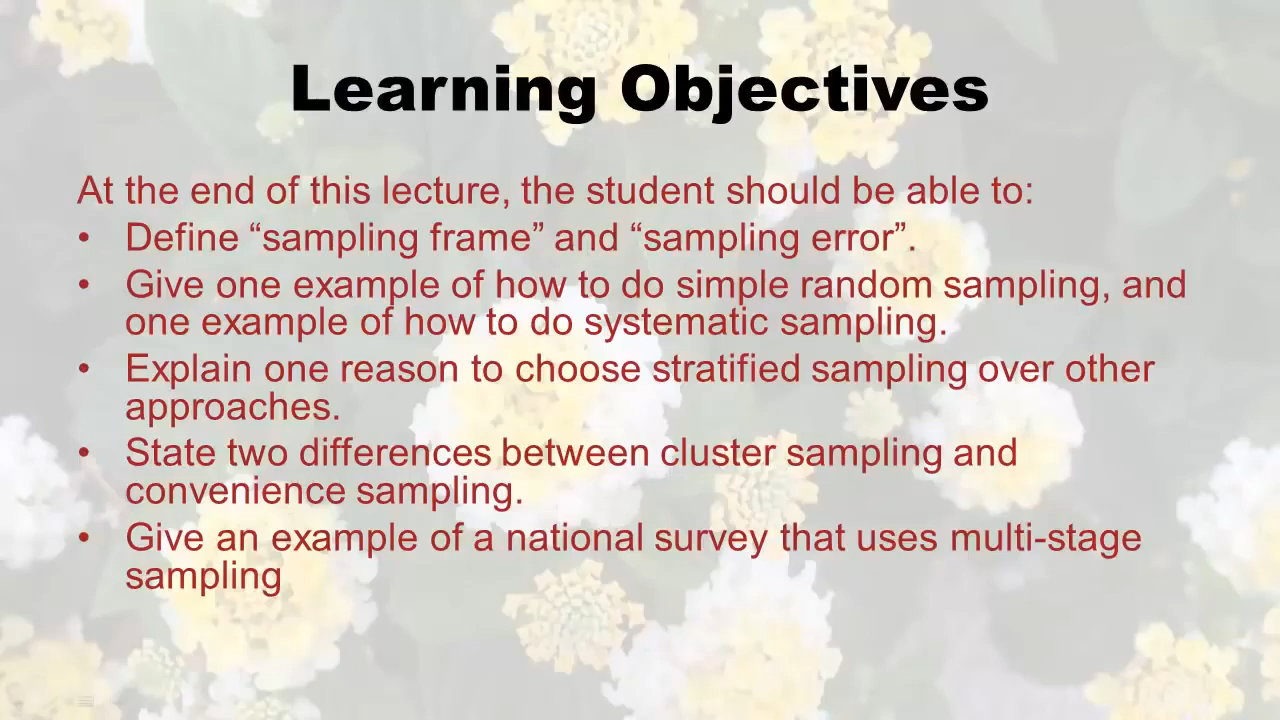 Learning Objectives
At the end of this lecture, the student should be able to:
• Define “sampling frame” and “sampling error”.
• Give one example of how to do simple random sampling, and
one example of how to do systematic sampling.
• Explain one reason to choose stratified sampling over other
approaches.
• State two differences between cluster sampling and
convenience sampling.
• Give an example of a national survey that uses multi-stage
sampling